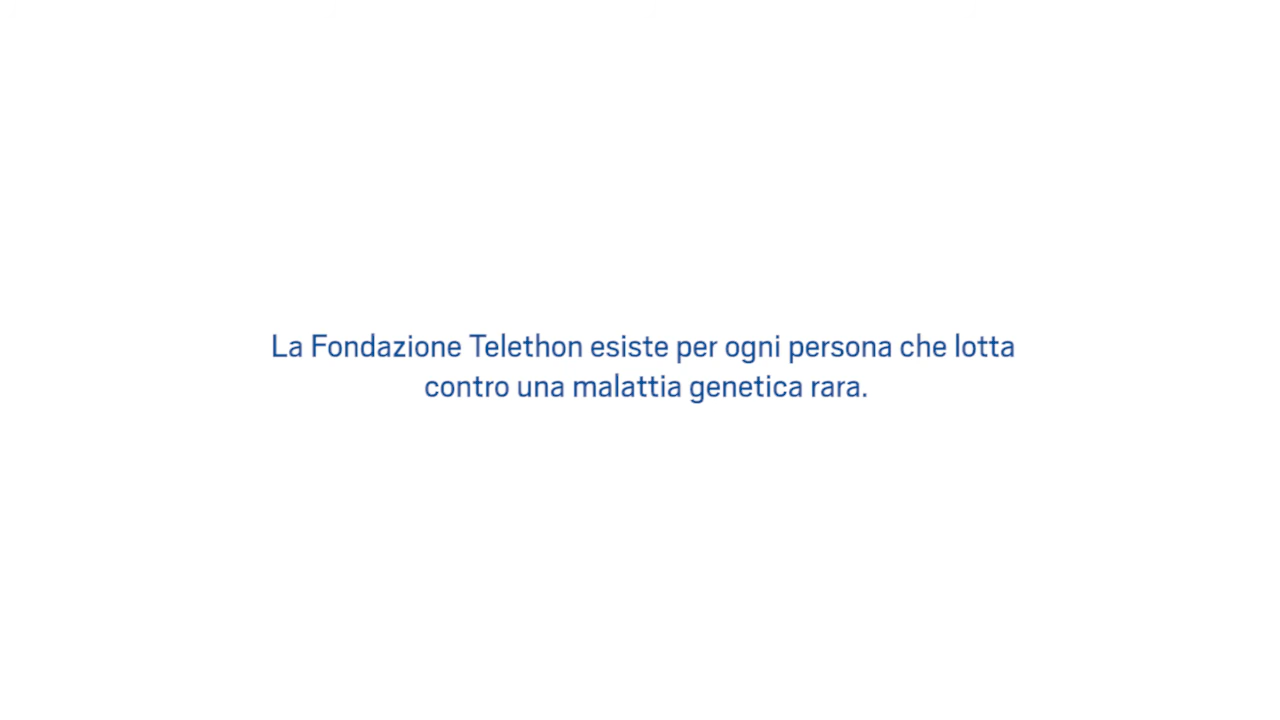 La Fondazione Telethon esiste per ogni persona che lotta
contro una malattia genetica rara.